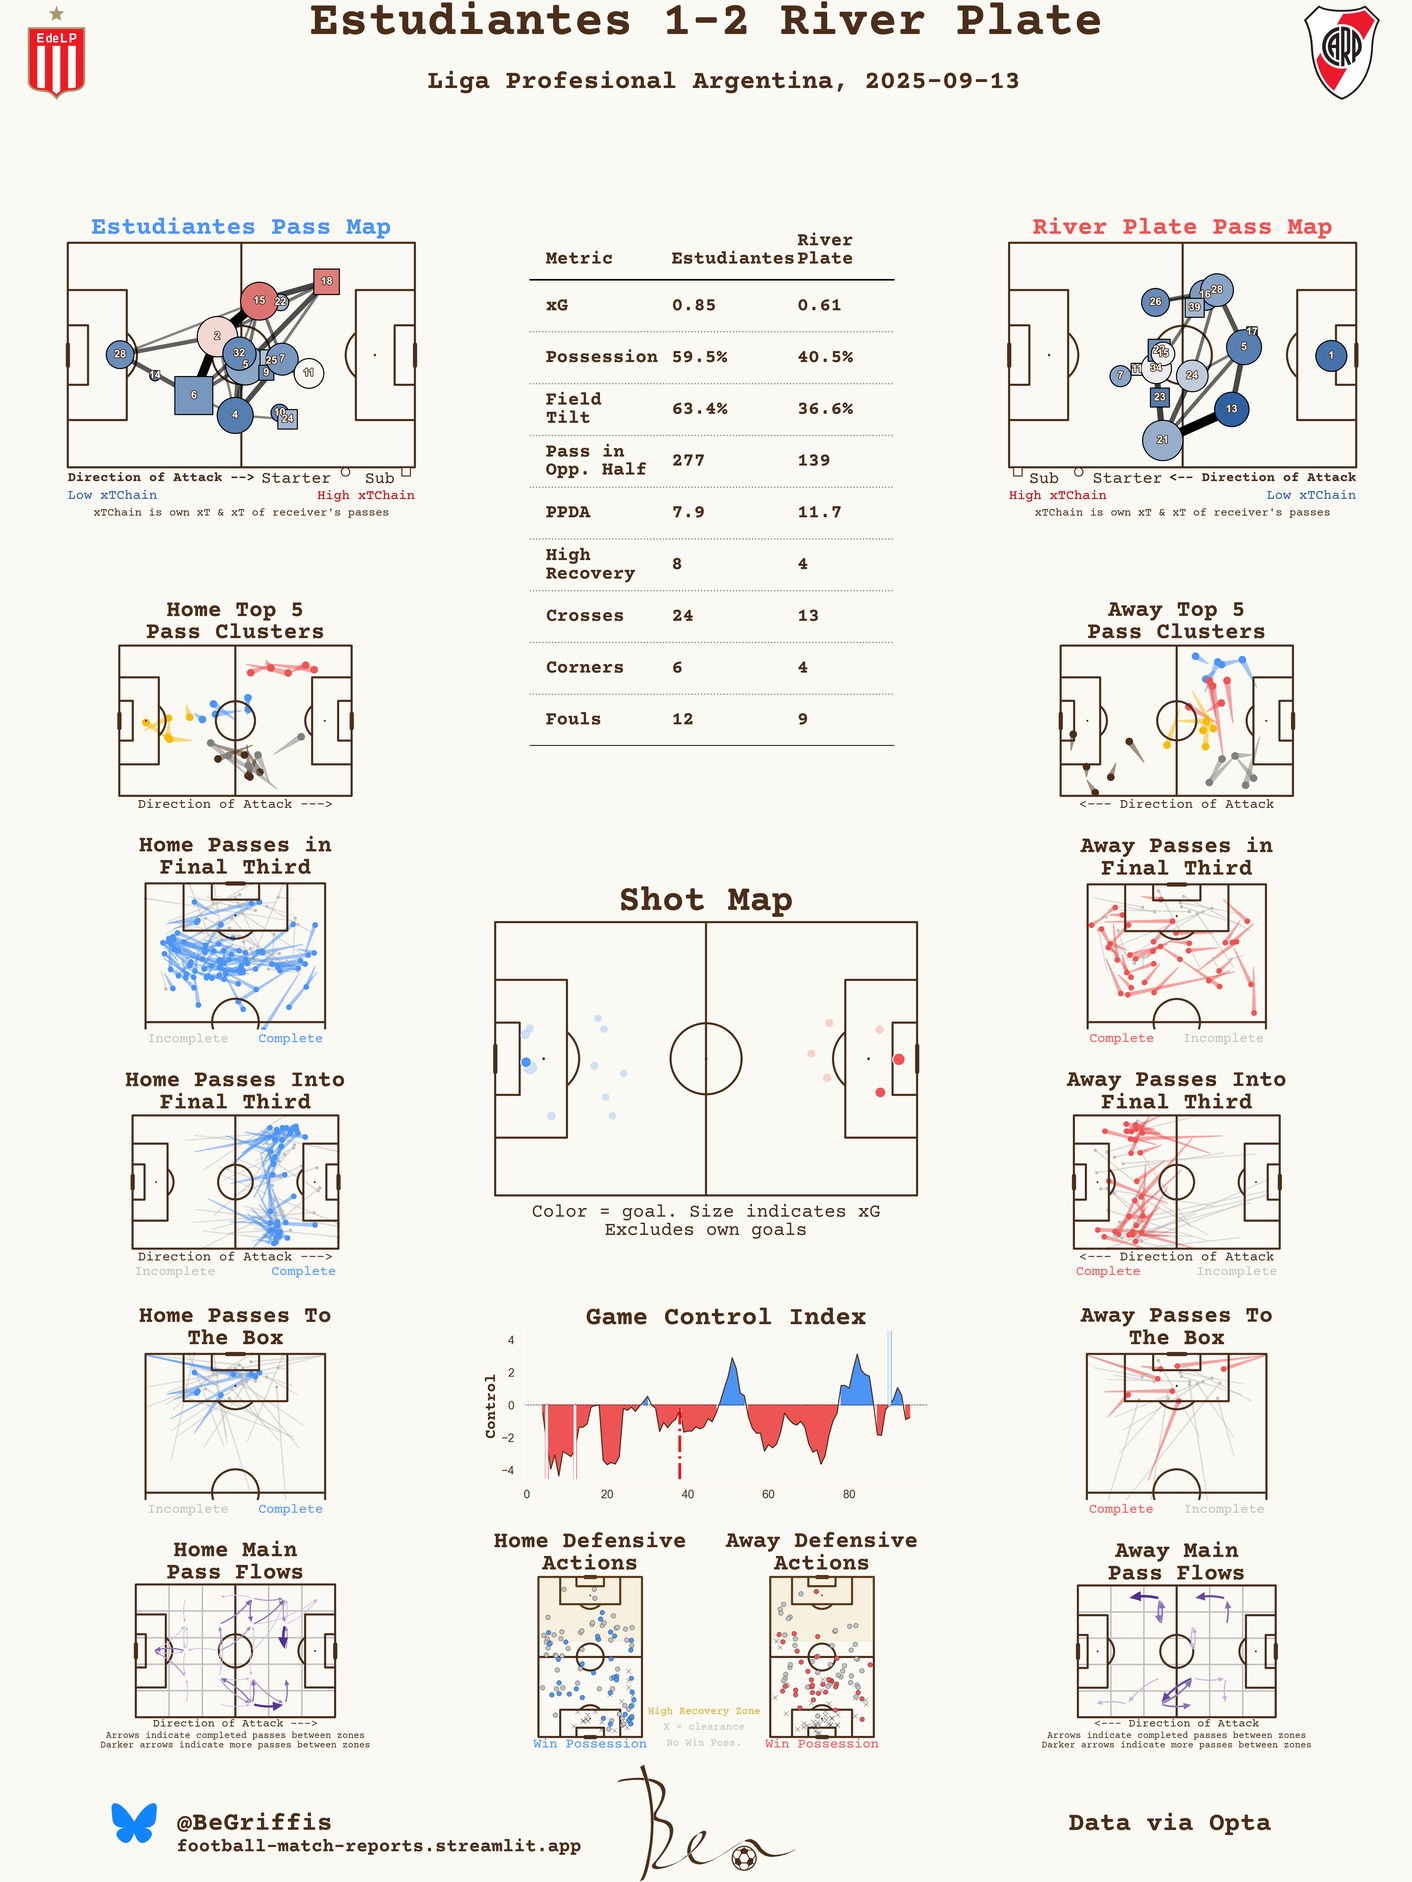 Estudiantes 1-2 River Plate
Liga Profesional Argentina, 2025-09-13
EdeLP
CARP
Estudiantes Pass Map
18
15
22
2
28
32
5
25
7
9
11
14
6
4
10
24
Direction of Attack --> Starter Sub
Low xTChain High xTChain
xTChain is own xT & xT of receiver's passes
Metric Estudiantes River Plate
xG 0.85 0.61
Possession 59.5% 40.5%
Field Tilt 63.4% 36.6%
Pass in Opp. Half 277 139
PPDA 7.9 11.7
High Recovery 8 4
Crosses 24 13
Corners 6 4
Fouls 12 9
River Plate Pass Map
26
16
28
39
17
5
1
15
34
11
7
24
23
13
21
Sub Starter <-- Direction of Attack
High xTChain Low xTChain
xTChain is own xT & xT of receiver's passes
Home Top 5
Pass Clusters
Direction of Attack --->
Away Top 5
Pass Clusters
<--- Direction of Attack
Home Passes in
Final Third
Incomplete Complete
Away Passes in
Final Third
Complete Incomplete
Shot Map
Color = goal. Size indicates xG
Excludes own goals
Home Passes Into
Final Third
Direction of Attack --->
Incomplete Complete
Away Passes Into
Final Third
<--- Direction of Attack
Complete Incomplete
Home Passes To
The Box
Incomplete Complete
Game Control Index
Control
4
2
0
−2
−4
0 20 40 60 80
Away Passes To
The Box
Complete Incomplete
Home Main
Pass Flows
Direction of Attack --->
Arrows indicate completed passes between zones
Darker arrows indicate more passes between zones
Home Defensive
Actions
Win Possession
Away Defensive
Actions
Win Possession
High Recovery Zone
X = clearance
No Win Poss.
Away Main
Pass Flows
<--- Direction of Attack
Arrows indicate completed passes between zones
Darker arrows indicate more passes between zones
@BeGriffis
football-match-reports.streamlit.app
Ben
Data via Opta